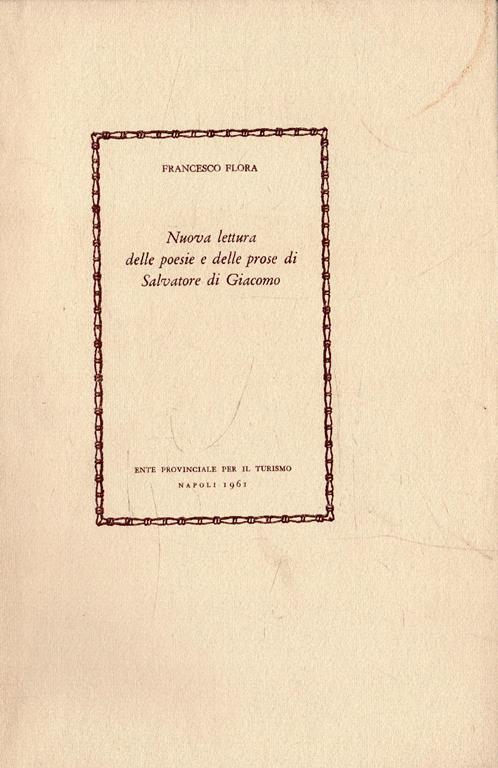 FRANCESCO FLORA
Nuova lettura
delle poesie e delle prose di
Salvatore di Giacomo
ENTE PROVINCIALE PER IL TURISMO
NAPOLI 1961